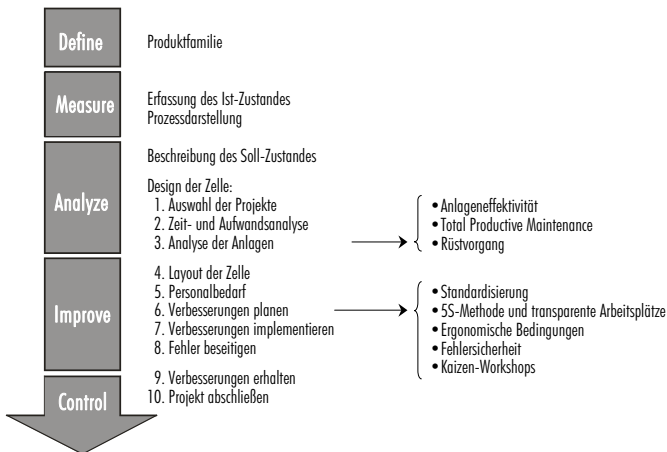 Define
Produktfamilie
Measure
Erfassung des Ist-Zustandes
Prozessdarstellung
Analyze
Beschreibung des Soll-Zustandes
Design der Zelle:
1. Auswahl der Projekte
2. Zeit- und Aufwandsanalyse
3. Analyse der Anlagen
• Anlageneffektivität
• Total Productive Maintenance
• Rüstvorgang
Improve
4. Layout der Zelle
5. Personalbedarf
6. Verbesserungen planen
7. Verbesserungen implementieren
8. Fehler beseitigen
• Standardisierung
• 5S-Methode und transparente Arbeitsplätze
• Ergonomische Bedingungen
• Fehlersicherheit
• Kaizen-Workshops
Control
9. Verbesserungen erhalten
10. Projekt abschließen